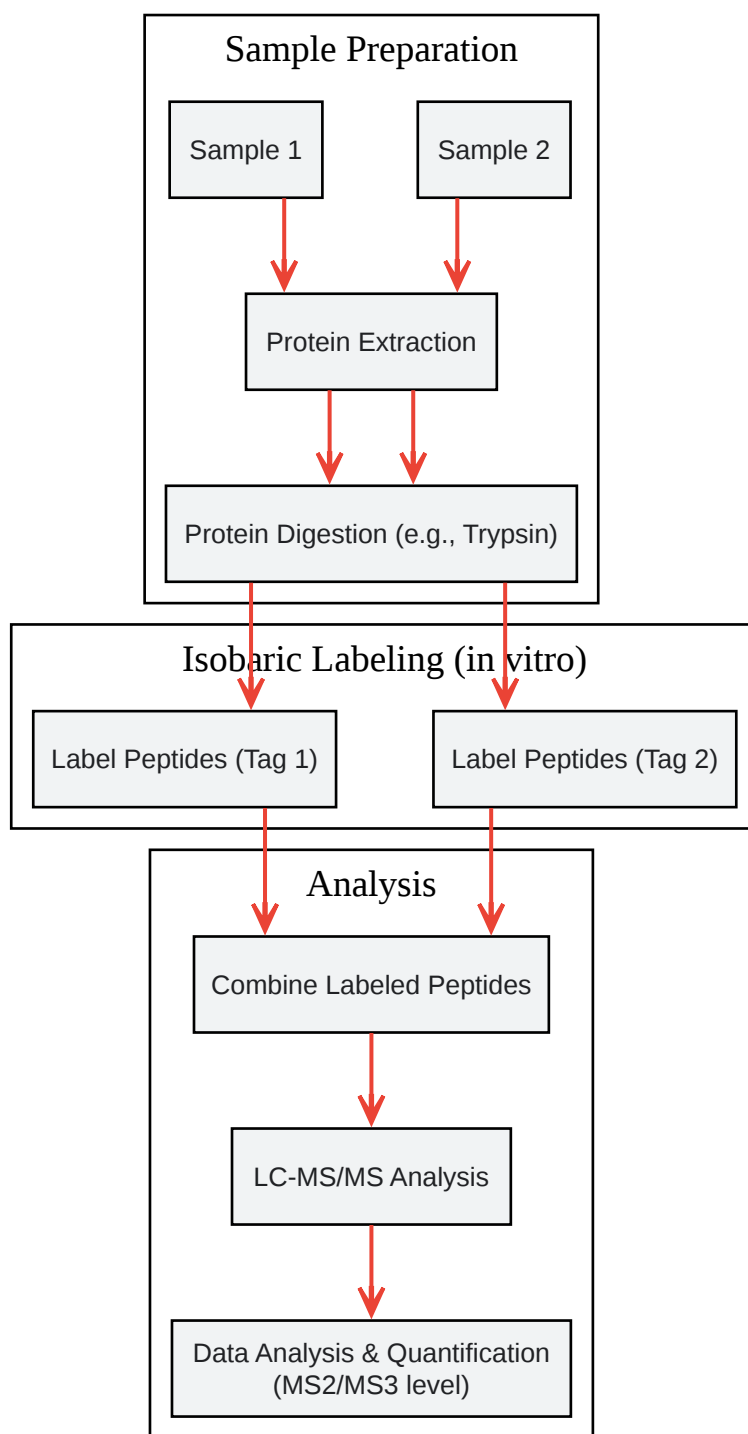 Sample Preparation
Sample 1
Sample 2
Protein Extraction
Protein Digestion (e.g., Trypsin)
Isobaric Labeling (in vitro)
Label Peptides (Tag 1)
Label Peptides (Tag 2)
Analysis
Combine Labeled Peptides
LC-MS/MS Analysis
Data Analysis & Quantification
(MS2/MS3 level)